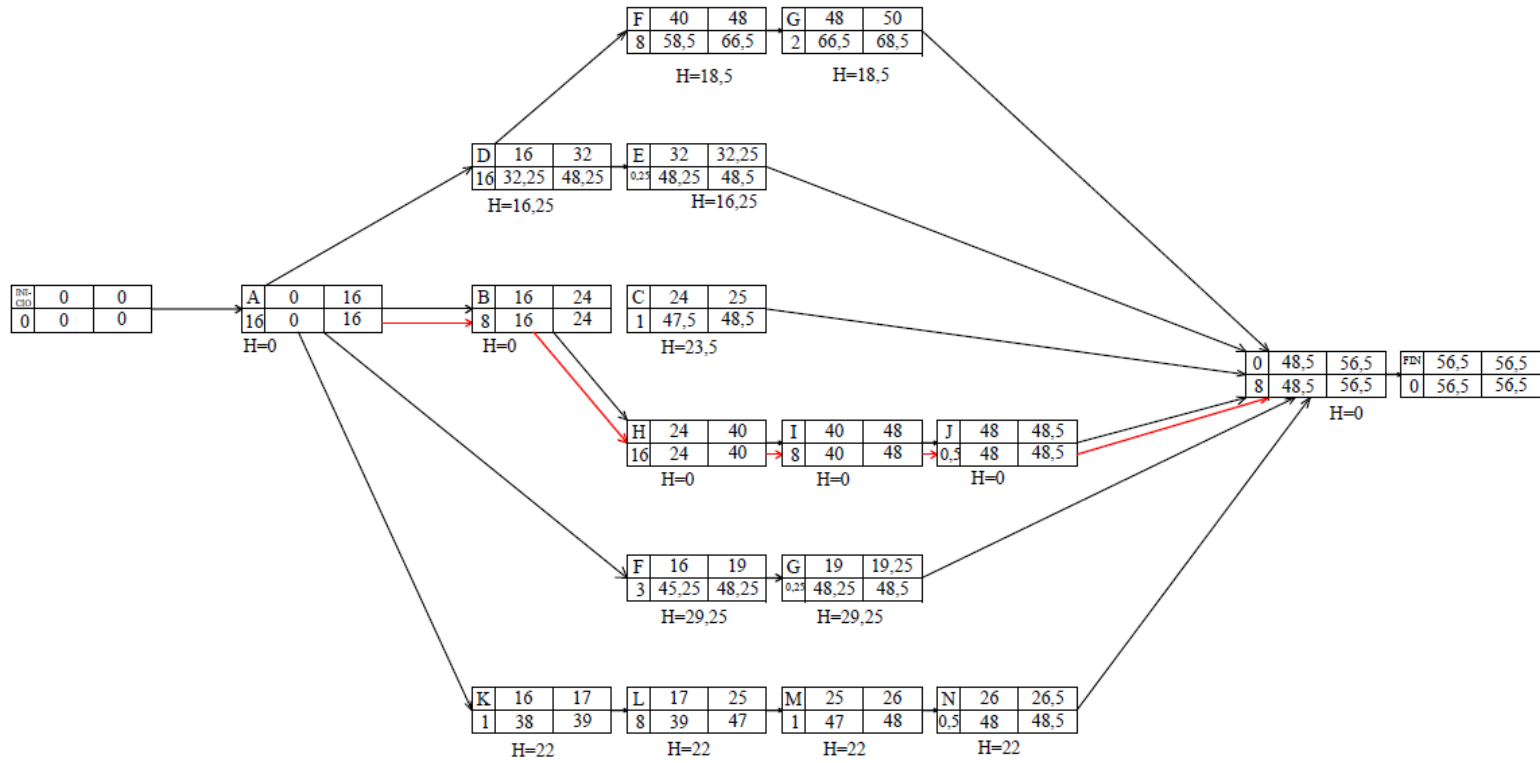 F 40 48 G 48 50
8 58,5 66,5 2 66,5 68,5
H=18,5 H=18,5
D 16 32 E 32 32,25
16 32,25 48,25 0,25 48,25 48,5
H=16,25 H=16,25
INI- 0 0 A 0 16 B 16 24 C 24 25
CIO
0 0 0 16 0 16 8 16 24 1 47,5 48,5
H=0 H=0 H=23,5
0 48,5 56,5 FIN 56,5 56,5
8 48,5 56,5 0 56,5 56,5
H=0
H 24 40 I 40 48 J 48 48,5
16 24 40 8 40 48 0,5 48 48,5
H=0 H=0 H=0
F 16 19 G 19 19,25
3 45,25 48,25 0,25 48,25 48,5
H=29,25 H=29,25
K 16 17 L 17 25 M 25 26 N 26 26,5
1 38 39 8 39 47 1 47 48 0,5 48 48,5
H=22 H=22 H=22 H=22